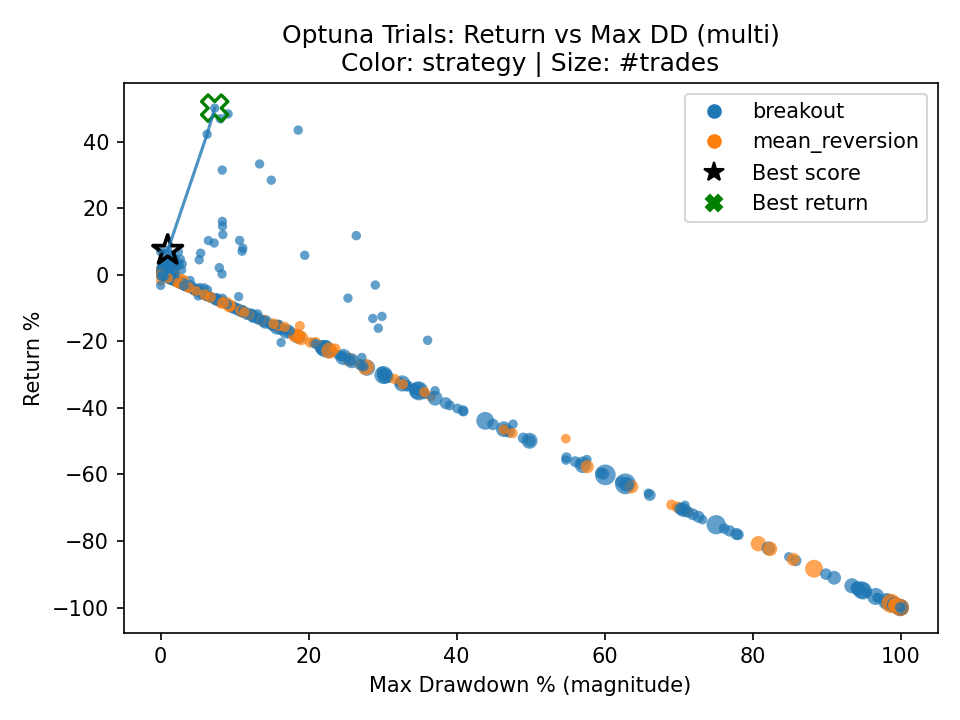 Optuna Trials: Return vs Max DD (multi)
Color: strategy | Size: #trades
breakout
mean_reversion
Best score
Best return
40
20
0
−20
−40
−60
−80
−100
Return %
0
20
40
60
80
100
Max Drawdown % (magnitude)